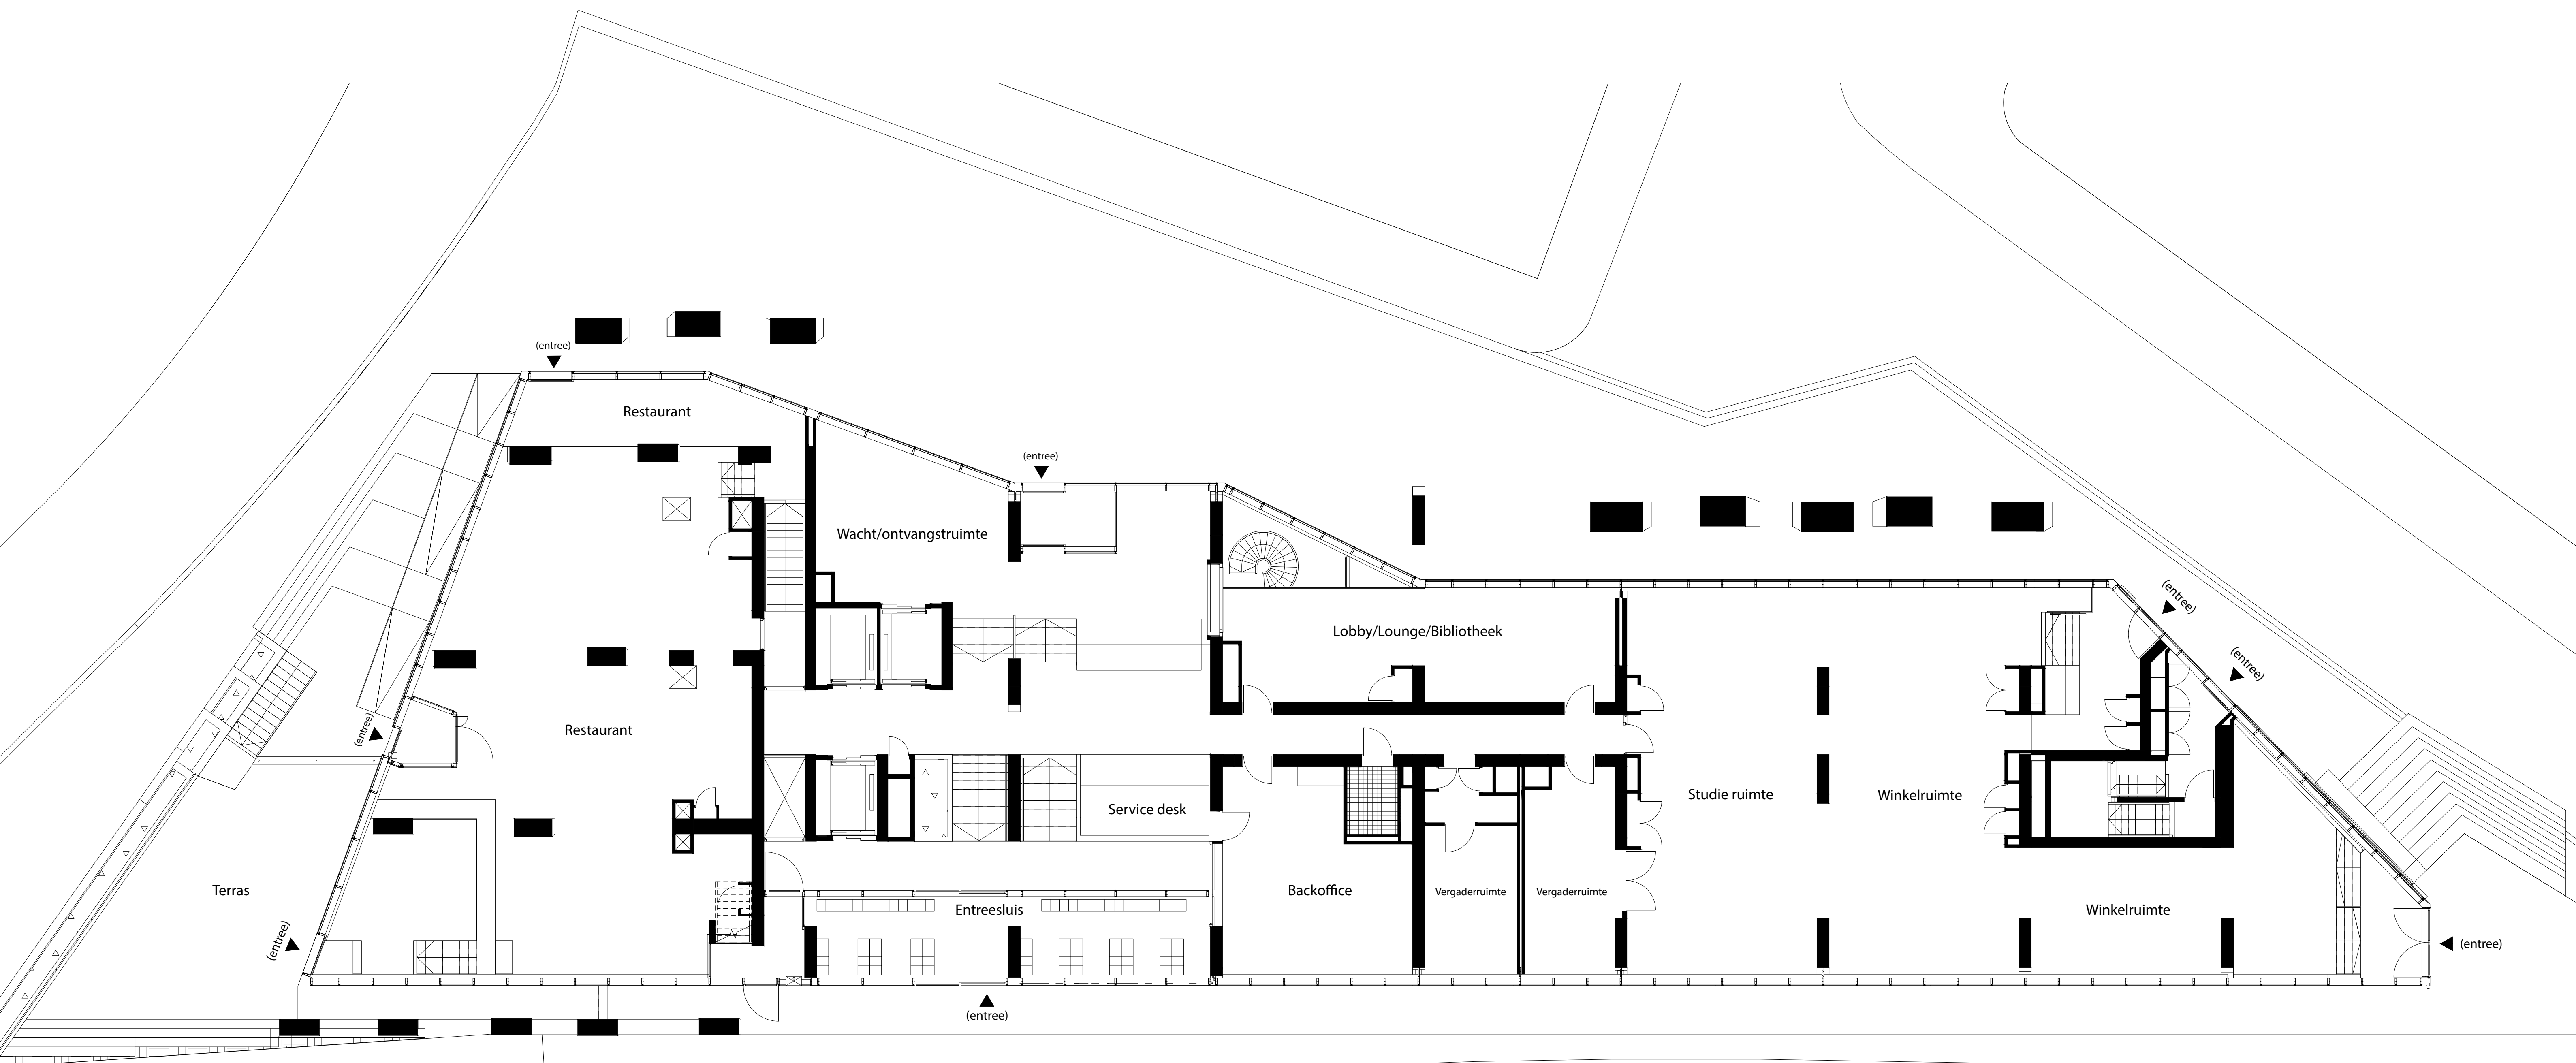 (entree)
Restaurant
(entree)
Wacht/ontvangstruimte
(entree)
Lobby/Lounge/Bibliotheek
(entree)
Restaurant
(entree)
Service desk
Studie ruimte
Winkelruimte
Terras
Backoffice
Vergaderruimte
Vergaderruimte
Entreesluis
Winkelruimte
(entree)
(entree)
(entree)